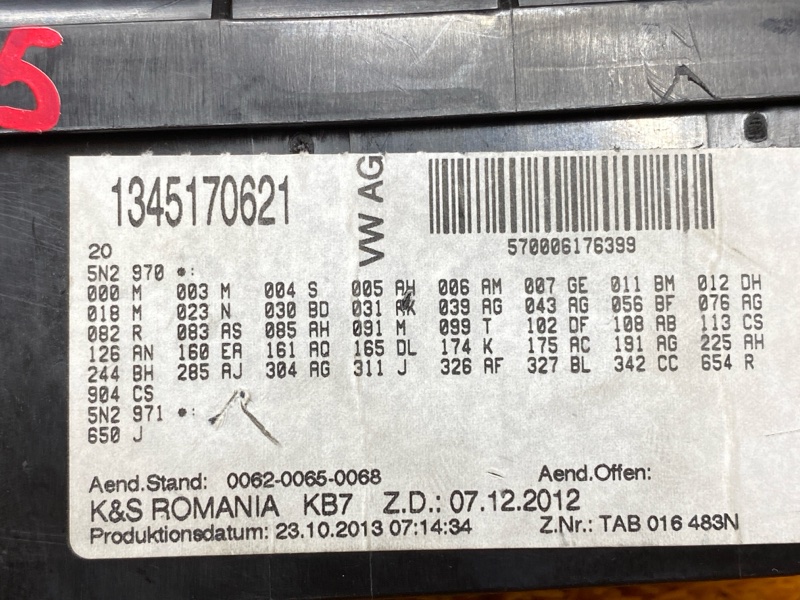 5
1345170621
VW AG
570006176399
20
5N2 970 *:
000 M 003 M 004 S 005 AH 006 AM 007 GE 011 BM 012 DH
018 M 023 N 030 BD 031 039 AG 043 AG 056 BF 076 AG
082 R 083 AS 085 AH 091 M 099 T 102 DF 108 AB 113 CS
126 AN 160 EA 161 AQ 165 DL 174 K 175 AC 191 AG 225 AH
244 BH 285 AJ 304 AG 311 J 326 AF 327 BL 342 CC 654 R
904 CS
5N2 971 *:
650 J
Aend.Stand: 0062-0065-0068 Aend.Offen:
K&S ROMANIA KB7 Z.D.: 07.12.2012
Produktionsdatum: 23.10.2013 07:14:34 Z.Nr.: TAB 016 483N